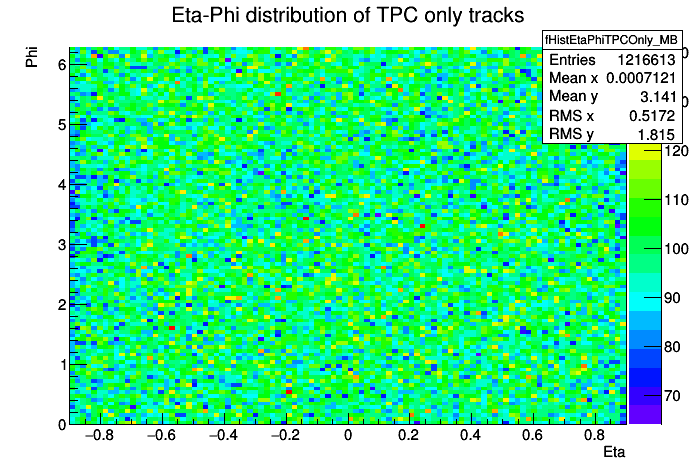 Eta-Phi distribution of TPC only tracks
fHistEtaPhiTPCOnly_MB
Entries 1216613
Mean x 0.0007121
Mean y 3.141
RMS x 0.5172
RMS y 1.815
Phi
6
5
4
3
2
1
0
−0.8 −0.6 −0.4 −0.2 0 0.2 0.4 0.6 0.8
Eta
120
110
100
90
80
70